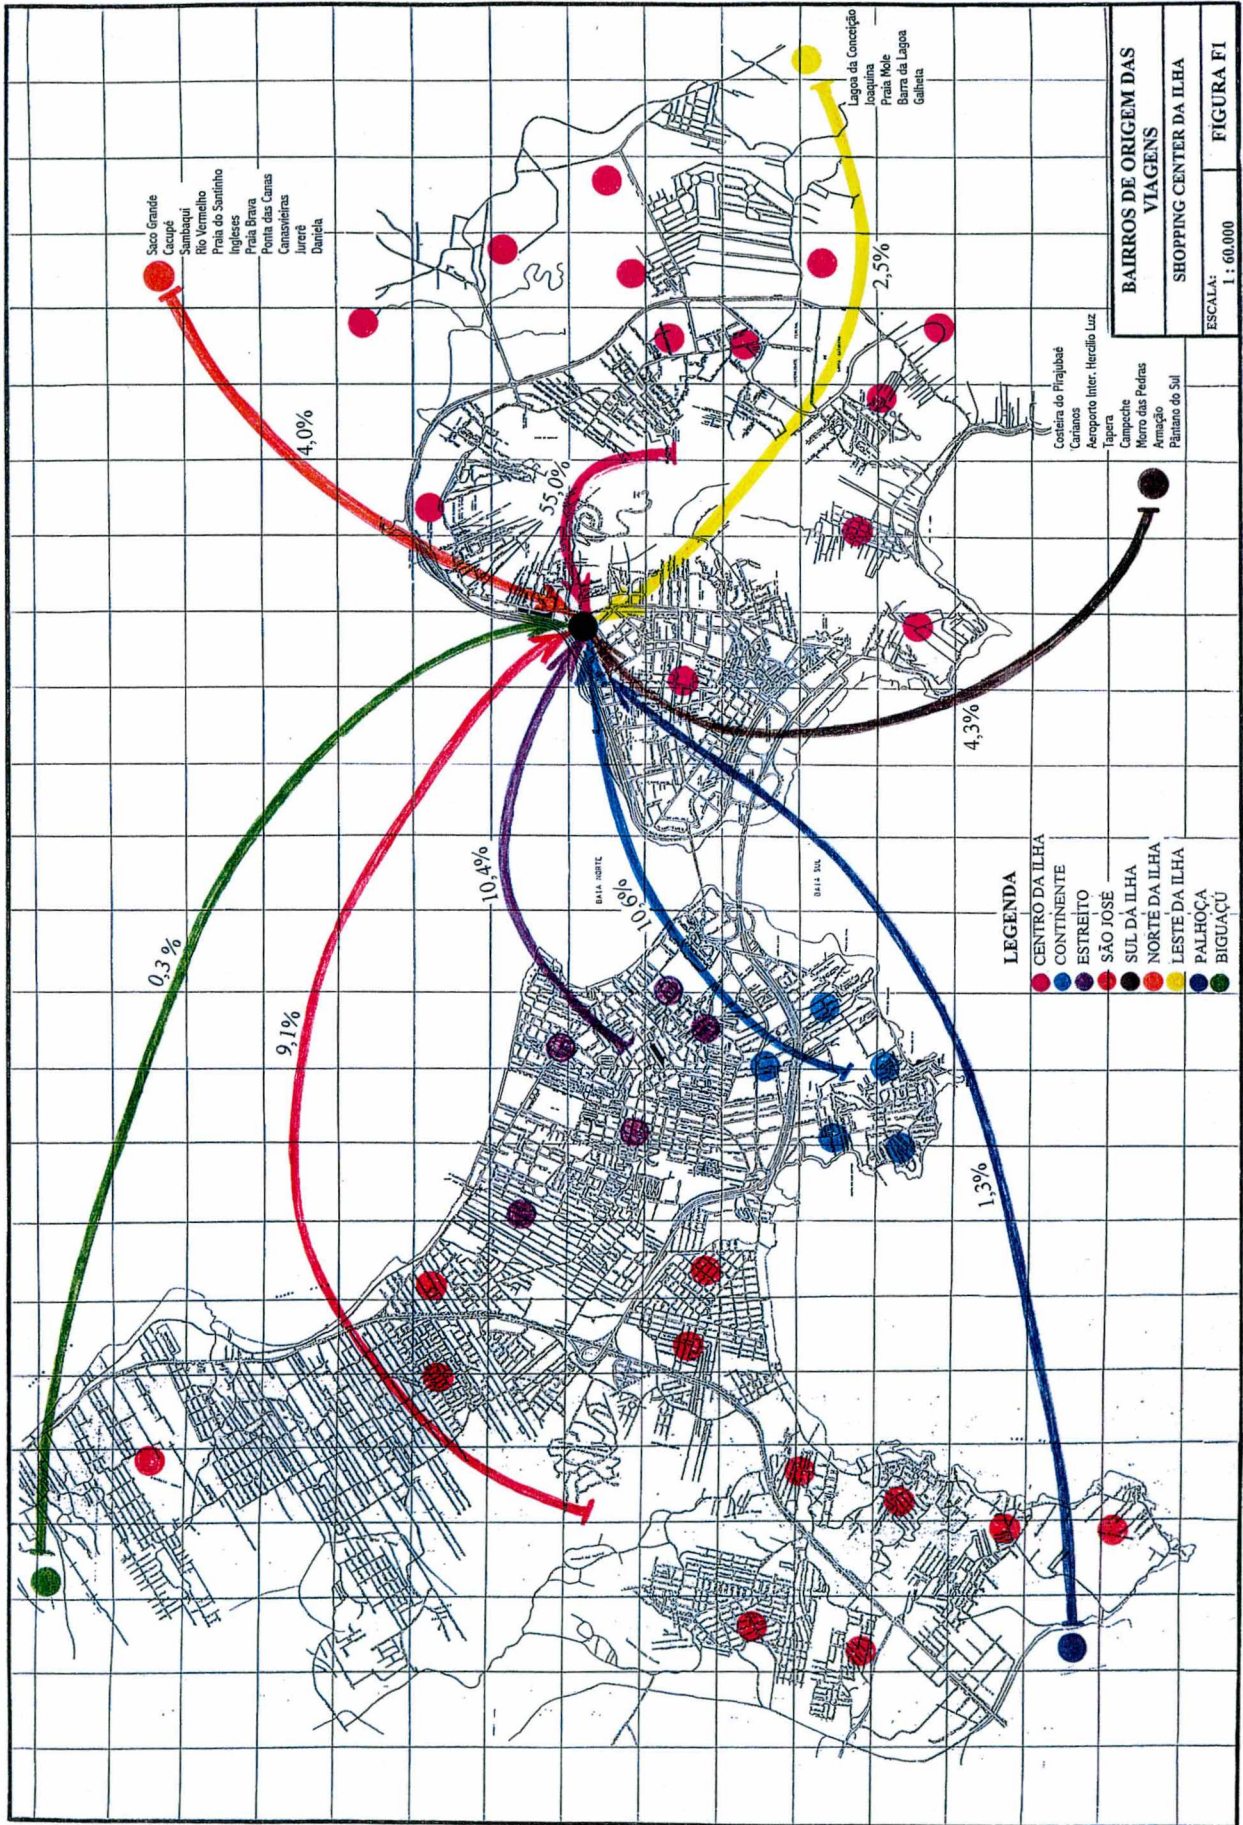 Saco Grande
Cacupé
Sambaqui
Rio Vermelho
Praia do Santinho
Ingleses
Praia Brava
Ponta das Canas
Canasvieiras
Jurerê
Daniela
Lagoa da Conceição
Joaquina
Praia Mole
Barra da Lagoa
Galheta
4,0%
55,0%
2,5%
0,3 %
9,1%
10,4%
10,6%
4,3%
1,3%
BAIA NORTE
BAIA SUL
Costeira do Pirajubaé
Carianos
Aeroporto Inter. Hercílio Luz
Tapera
Campeche
Morro das Pedras
Armação
Pântano do Sul
LEGENDA
CENTRO DA ILHA
CONTINENTE
ESTREITO
SÃO JOSÉ
SUL DA ILHA
NORTE DA ILHA
LESTE DA ILHA
PALHOÇA
BIGUAÇU
BAIRROS DE ORIGEM DAS
VIAGENS
SHOPPING CENTER DA ILHA
ESCALA:
1 : 60.000
FIGURA F1